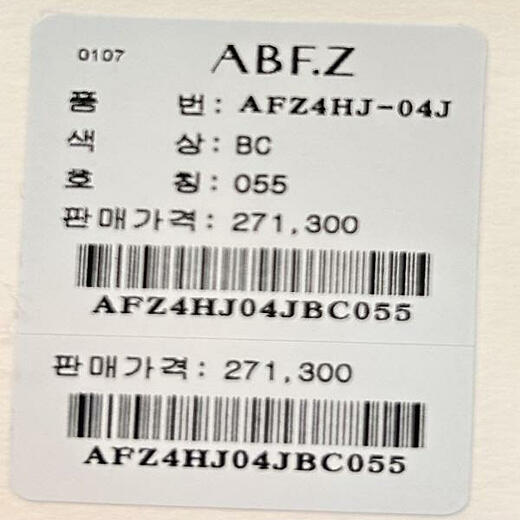 0107 ABF.Z
품 번: AFZ4HJ-04J
색 상: BC
호 칭: 055
판매가격: 271,300
AFZ4HJ04JBC055
판매가격: 271,300
AFZ4HJ04JBC055